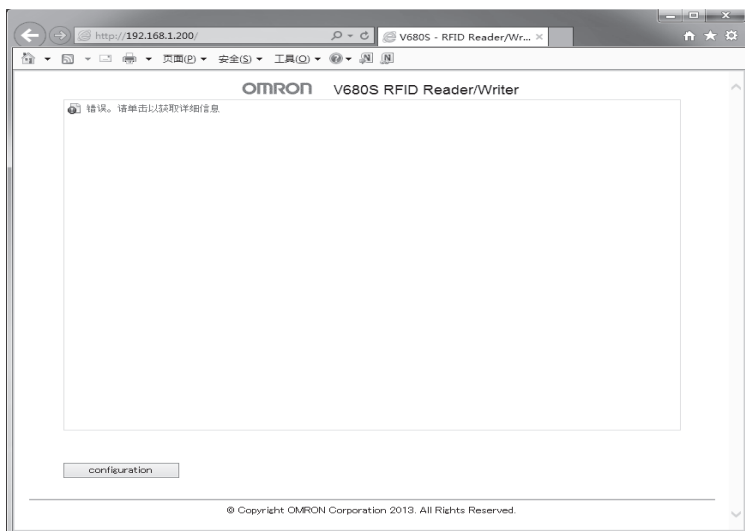 http://192.168.1.200/
V680S - RFID Reader/Wr...
页面(P) 安全(S) 工具(O)
OMRON V680S RFID Reader/Writer
错误。请单击以获取详细信息
configuration
© Copyright OMRON Corporation 2013. All Rights Reserved.